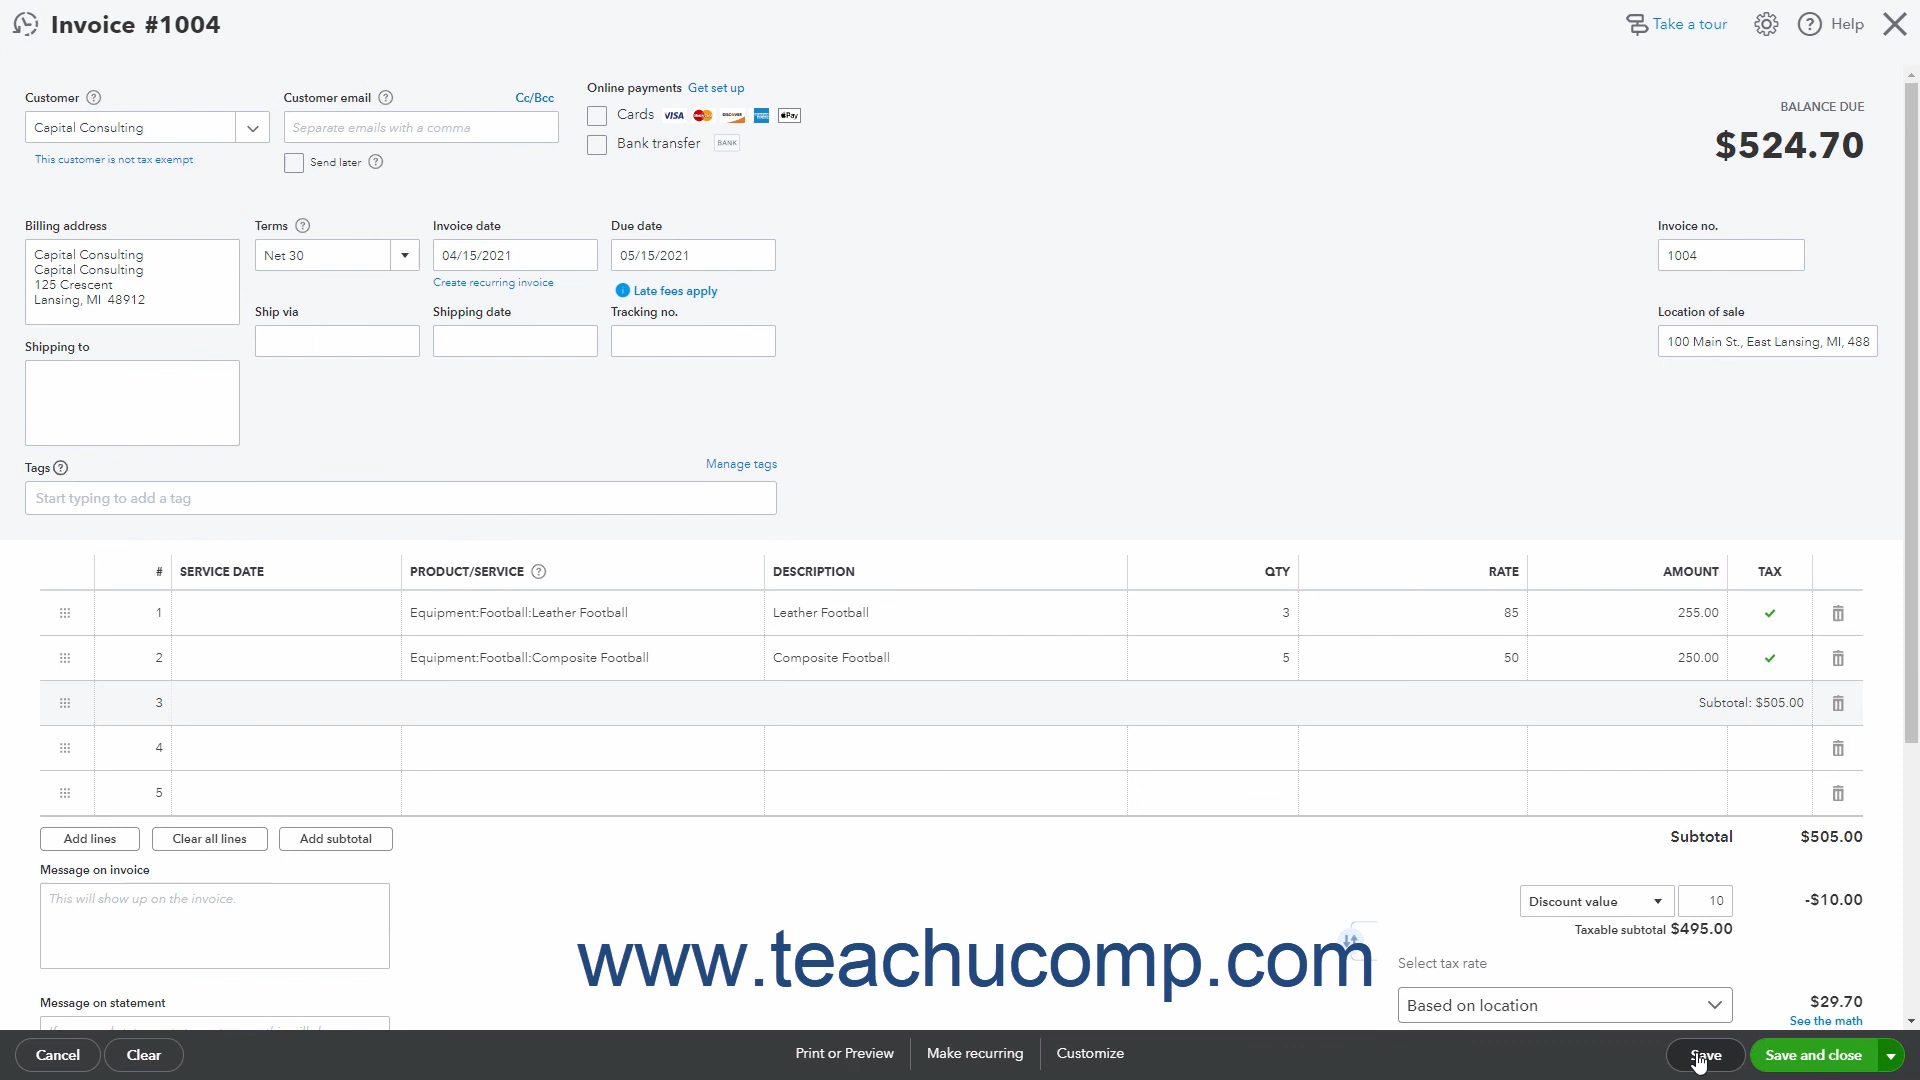 Invoice #1004
Take a tour
Help
Customer
Customer email
Cc/Bcc
Online payments Get set up
BALANCE DUE
Capital Consulting
Separate emails with a comma
Cards VISA DISCOVER Pay
$524.70
Bank transfer BANK
This customer is not tax exempt
Send later
Billing address
Terms
Invoice date
Due date
Invoice no.
Capital Consulting
Capital Consulting
125 Crescent
Lansing, MI 48912
Net 30
04/15/2021
05/15/2021
1004
Create recurring invoice
Late fees apply
Ship via
Shipping date
Tracking no.
Location of sale
100 Main St., East Lansing, MI, 488
Shipping to
Tags
Manage tags
Start typing to add a tag
# SERVICE DATE PRODUCT/SERVICE DESCRIPTION QTY RATE AMOUNT TAX
1 Equipment:Football:Leather Football Leather Football 3 85 255.00
2 Equipment:Football:Composite Football Composite Football 5 50 250.00
3 Subtotal: $505.00
4
5
Add lines
Clear all lines
Add subtotal
Subtotal $505.00
Message on invoice
This will show up on the invoice.
Discount value 10 -$10.00
Taxable subtotal $495.00
www.teachucomp.com
Select tax rate
Based on location
$29.70
See the math
Message on statement
Cancel
Clear
Print or Preview
Make recurring
Customize
Save
Save and close